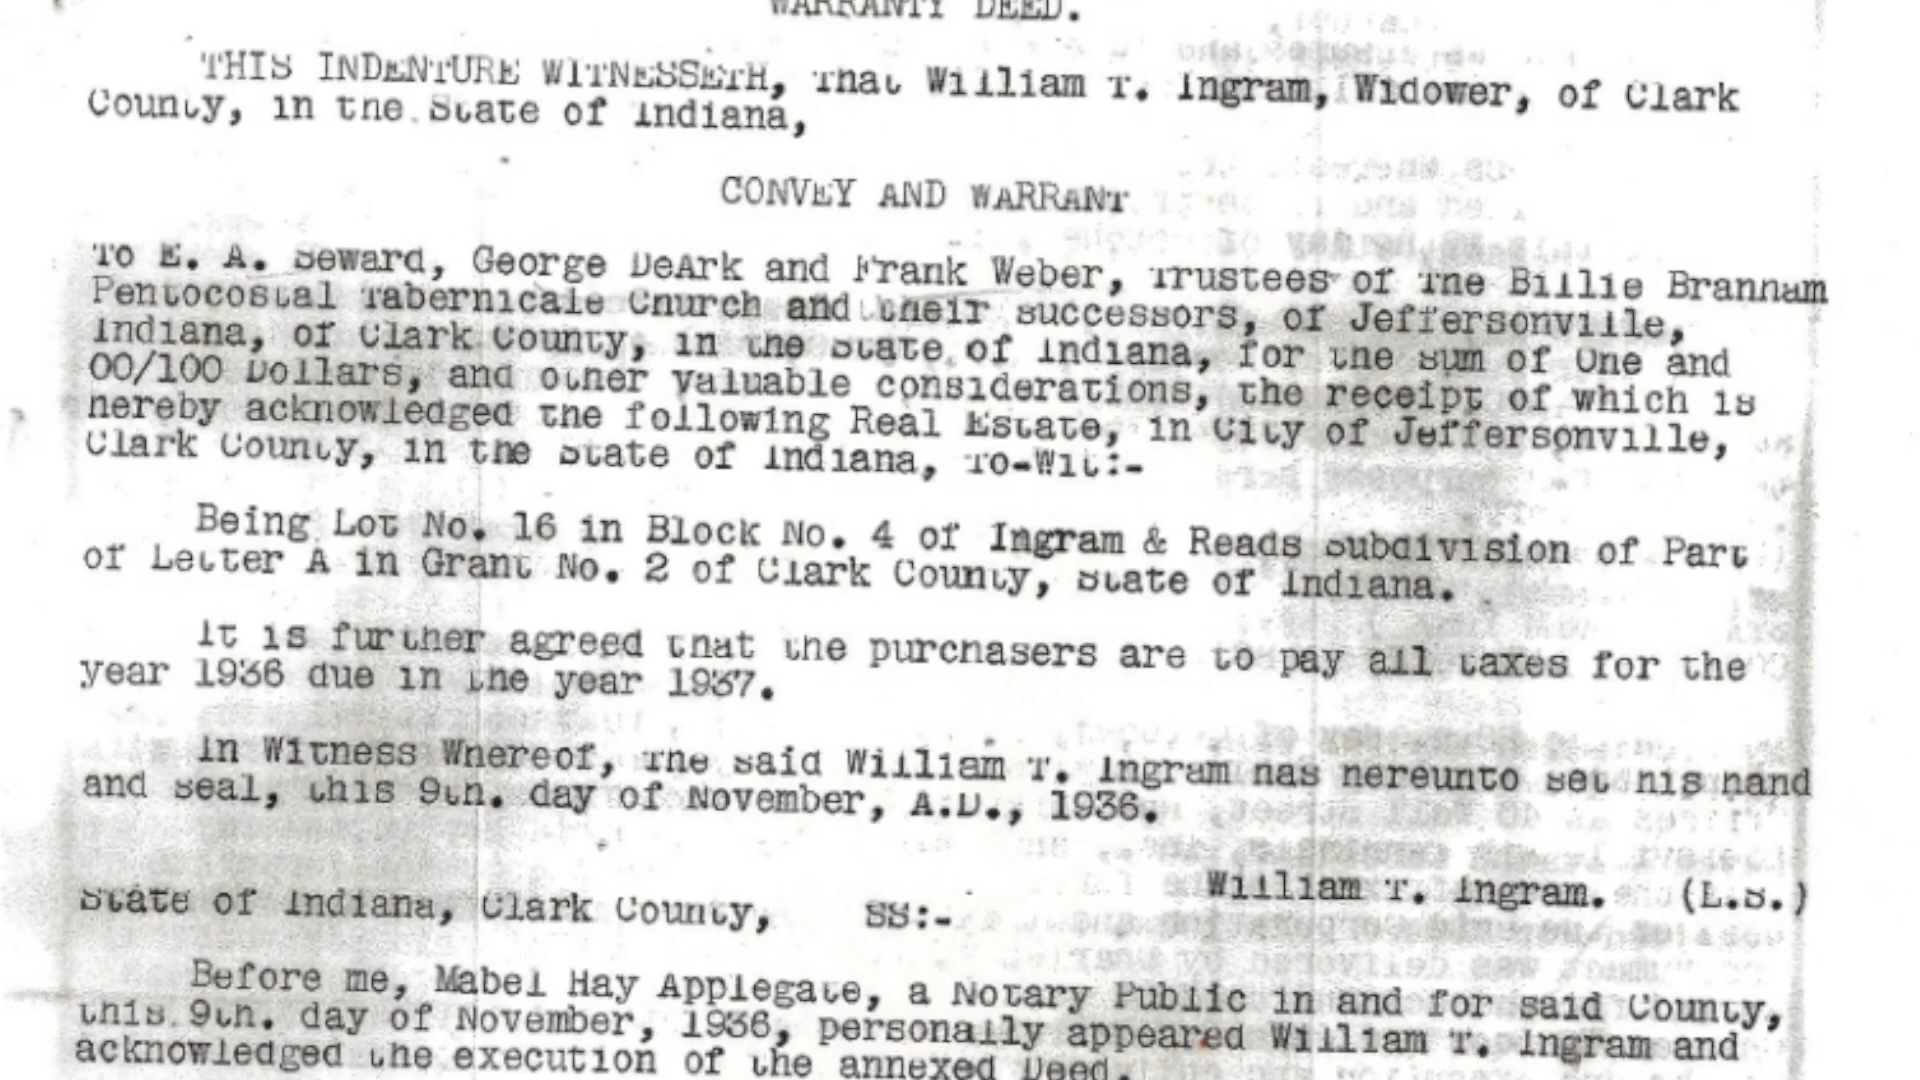 WARRANTY DEED.
THIS INDENTURE WITNESSETH, That William T. Ingram, Widower, of Clark
County, in the State of Indiana,
CONVEY AND WARRANT
To E. A. Seward, George DeArk and Frank Weber, Trustees of The Billie Brannam
Pentocostal Tabernicale Church and their successors, of Jeffersonville,
Indiana, of Clark County, in the State of Indiana, for the sum of One and
00/100 Dollars, and other valuable considerations, the receipt of which is
hereby acknowledged the following Real Estate, in City of Jeffersonville,
Clark County, in the State of Indiana, To-Wit:-
Being Lot No. 16 in Block No. 4 of Ingram & Reads Subdivision of Part
of Letter A in Grant No. 2 of Clark County, State of Indiana.
It is further agreed that the purchasers are to pay all taxes for the
year 1936 due in the year 1937.
In Witness Whereof, The said William T. Ingram has hereunto set his hand
and seal, this 9th. day of November, A.D., 1936.
William T. Ingram. (L.S.)
State of Indiana, Clark County, SS:-
Before me, Mabel Hay Applegate, a Notary Public in and for said County,
this 9th. day of November, 1936, personally appeared William T. Ingram and
acknowledged the execution of the annexed Deed.